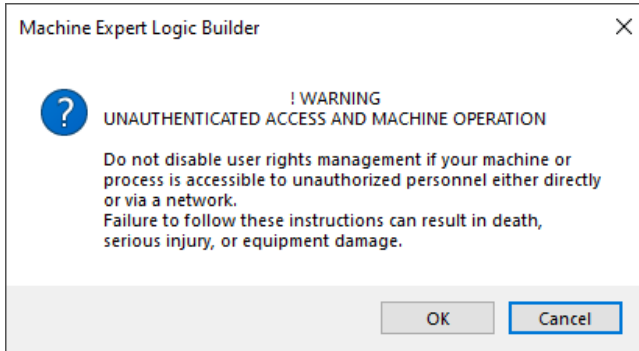 Machine Expert Logic Builder
! WARNING
UNAUTHENTICATED ACCESS AND MACHINE OPERATION
Do not disable user rights management if your machine or
process is accessible to unauthorized personnel either directly
or via a network.
Failure to follow these instructions can result in death,
serious injury, or equipment damage.
OK
Cancel